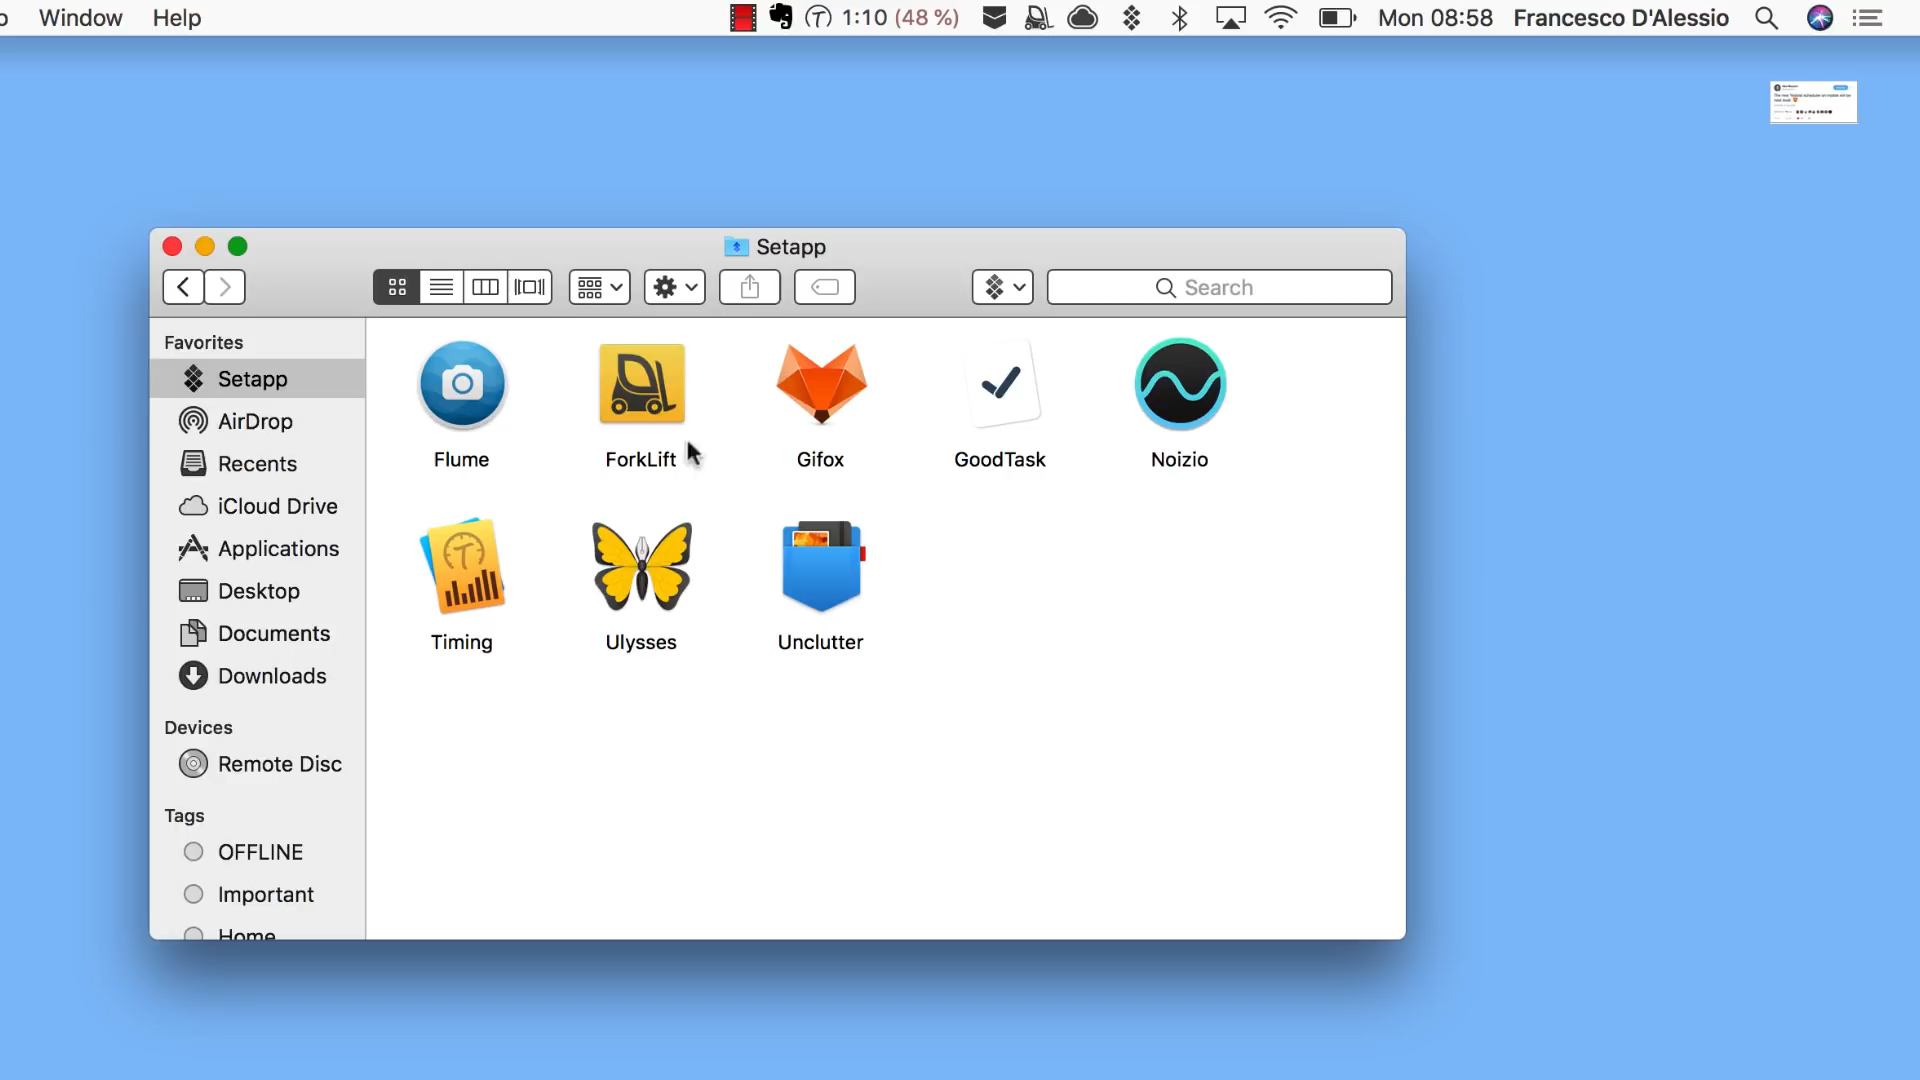 Window Help 1:10 (48 %) Mon 08:58 Francesco D'Alessio
Setapp
Search
Favorites
Setapp
AirDrop
Recents
iCloud Drive
Applications
Desktop
Documents
Downloads
Devices
Remote Disc
Tags
OFFLINE
Important
Home
Flume ForkLift Gifox GoodTask Noizio
Timing Ulysses Unclutter